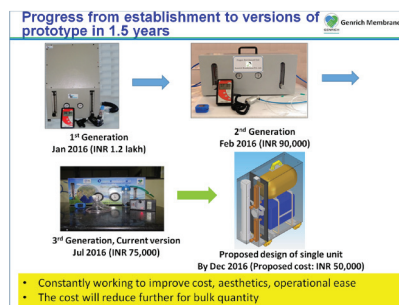 Progress from establishment to versions of
prototype in 1.5 years
Genrich Membrane
1st Generation
Jan 2016 (INR 1.2 lakh)
2nd Generation
Feb 2016 (INR 90,000)
3rd Generation, Current version
Jul 2016 (INR 75,000)
Proposed design of single unit
By Dec 2016 (Proposed cost: INR 50,000)
• Constantly working to improve cost, aesthetics, operational ease
• The cost will reduce further for bulk quantity